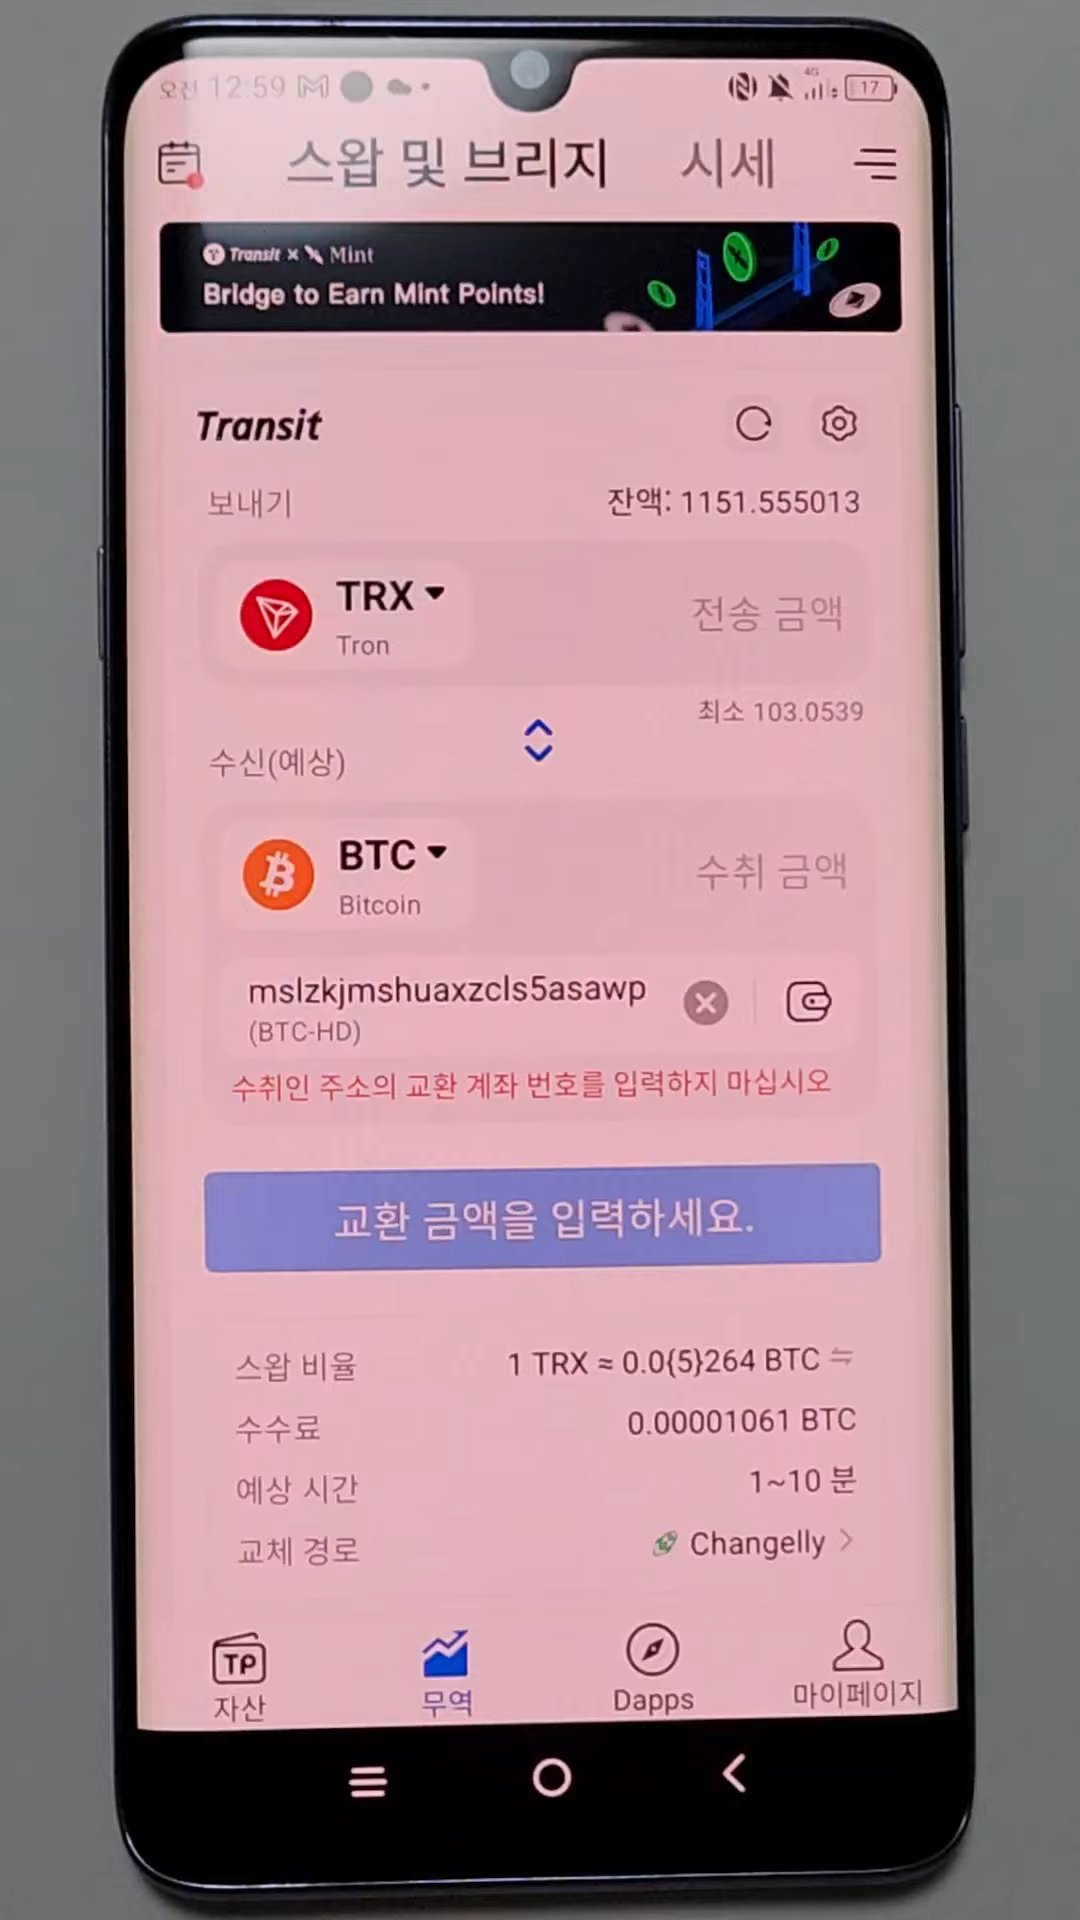 오전 12:59
4G
17
스왑 및 브리지 시세
Transit × Mint
Bridge to Earn Mint Points!
Transit
보내기 잔액: 1151.555013
TRX
Tron
전송 금액
최소 103.0539
수신(예상)
BTC
Bitcoin
수취 금액
mslzkjmshuaxzcls5asawp
(BTC-HD)
수취인 주소의 교환 계좌 번호를 입력하지 마십시오
교환 금액을 입력하세요.
스왑 비율 1 TRX ≈ 0.0{5}264 BTC
수수료 0.00001061 BTC
예상 시간 1~10 분
교체 경로 Changelly
TP
자산 무역 Dapps 마이페이지